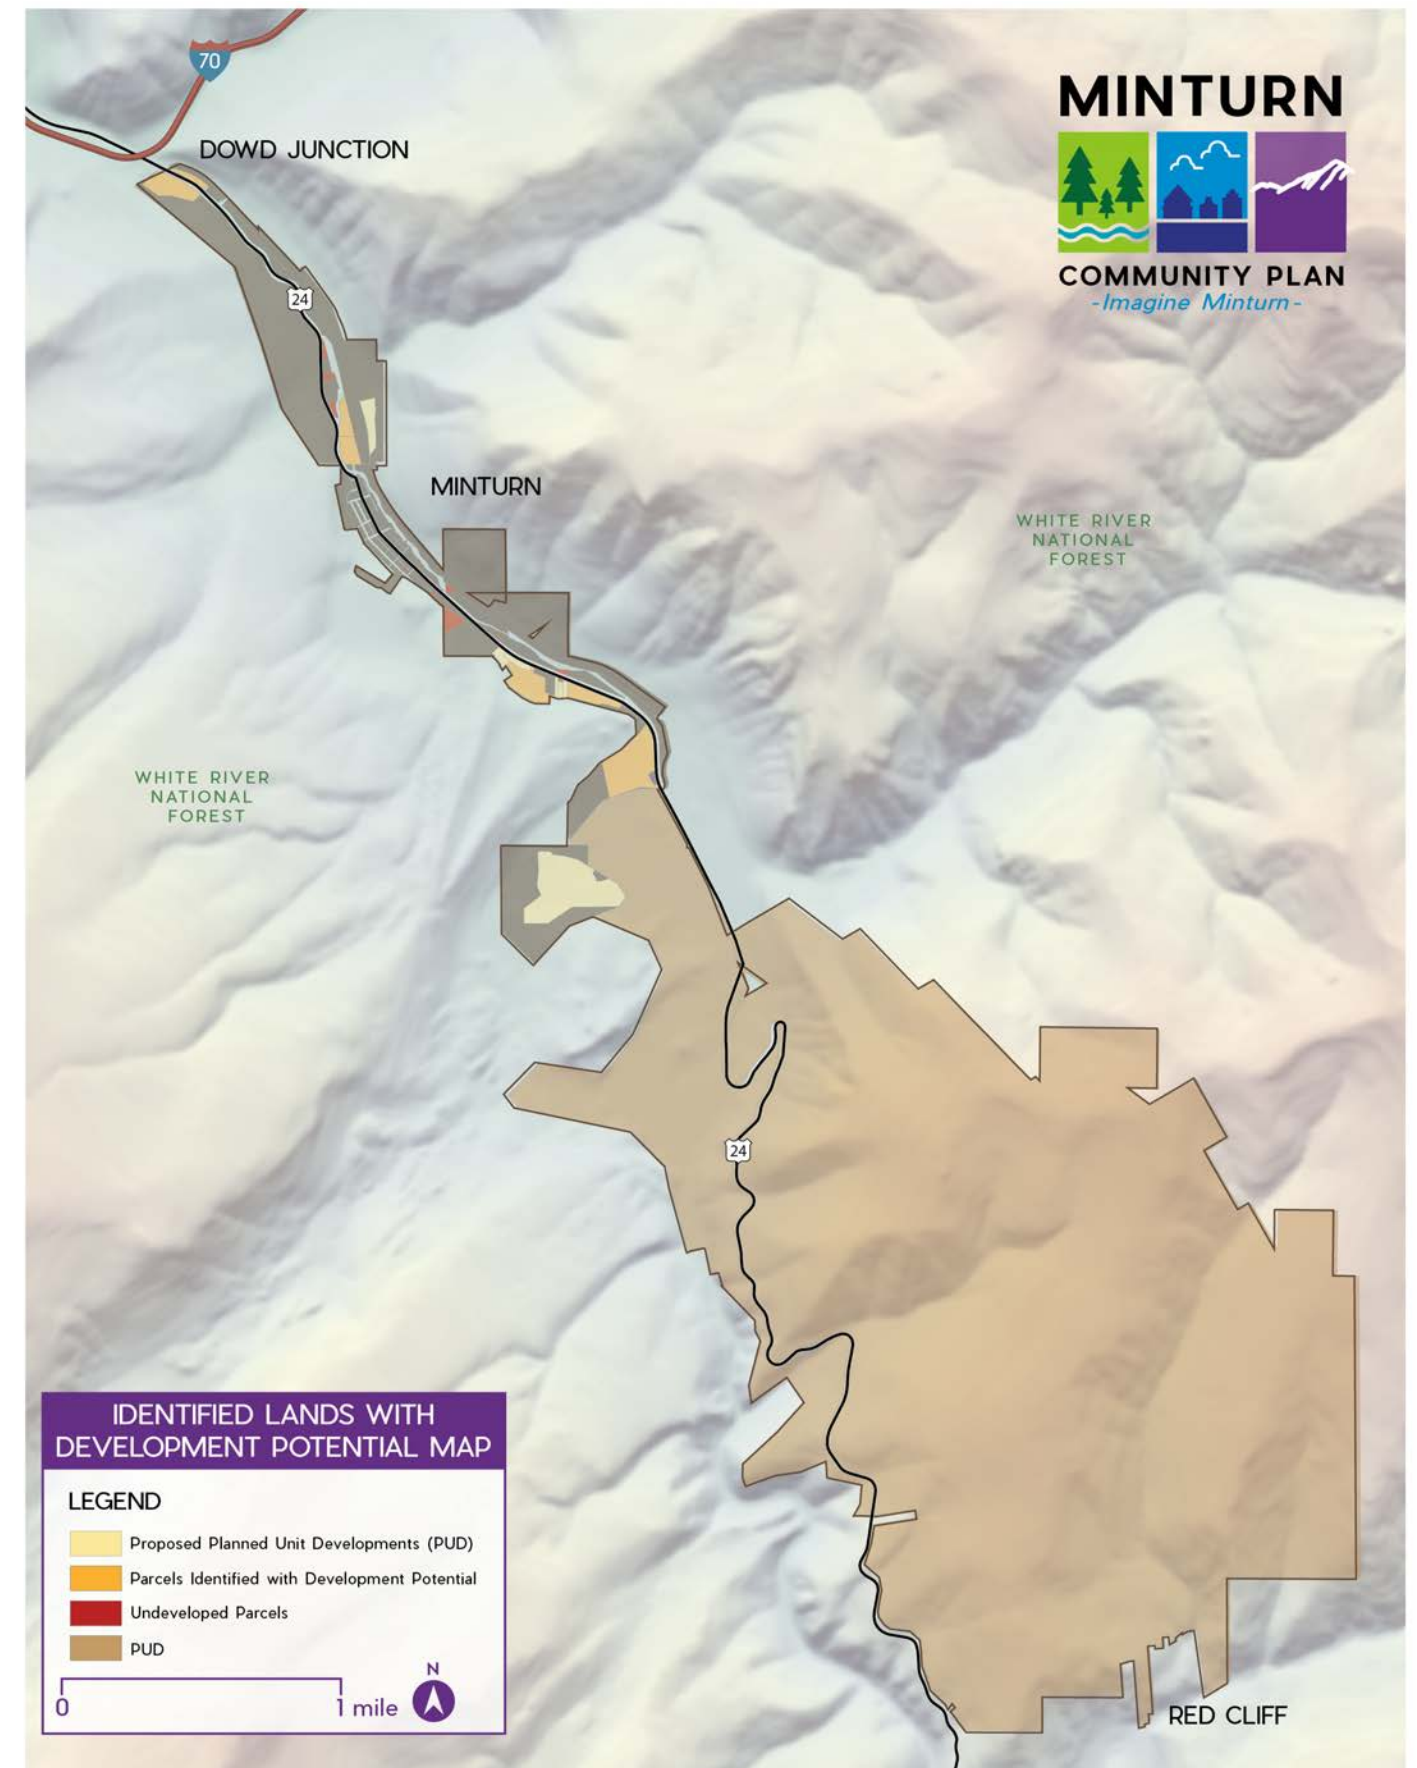 70
DOWD JUNCTION
MINTURN
COMMUNITY PLAN
-Imagine Minturn-
24
MINTURN
WHITE RIVER
NATIONAL
FOREST
WHITE RIVER
NATIONAL
FOREST
24
IDENTIFIED LANDS WITH
DEVELOPMENT POTENTIAL MAP
LEGEND
Proposed Planned Unit Developments (PUD)
Parcels Identified with Development Potential
Undeveloped Parcels
PUD
N
0
1 mile
RED CLIFF